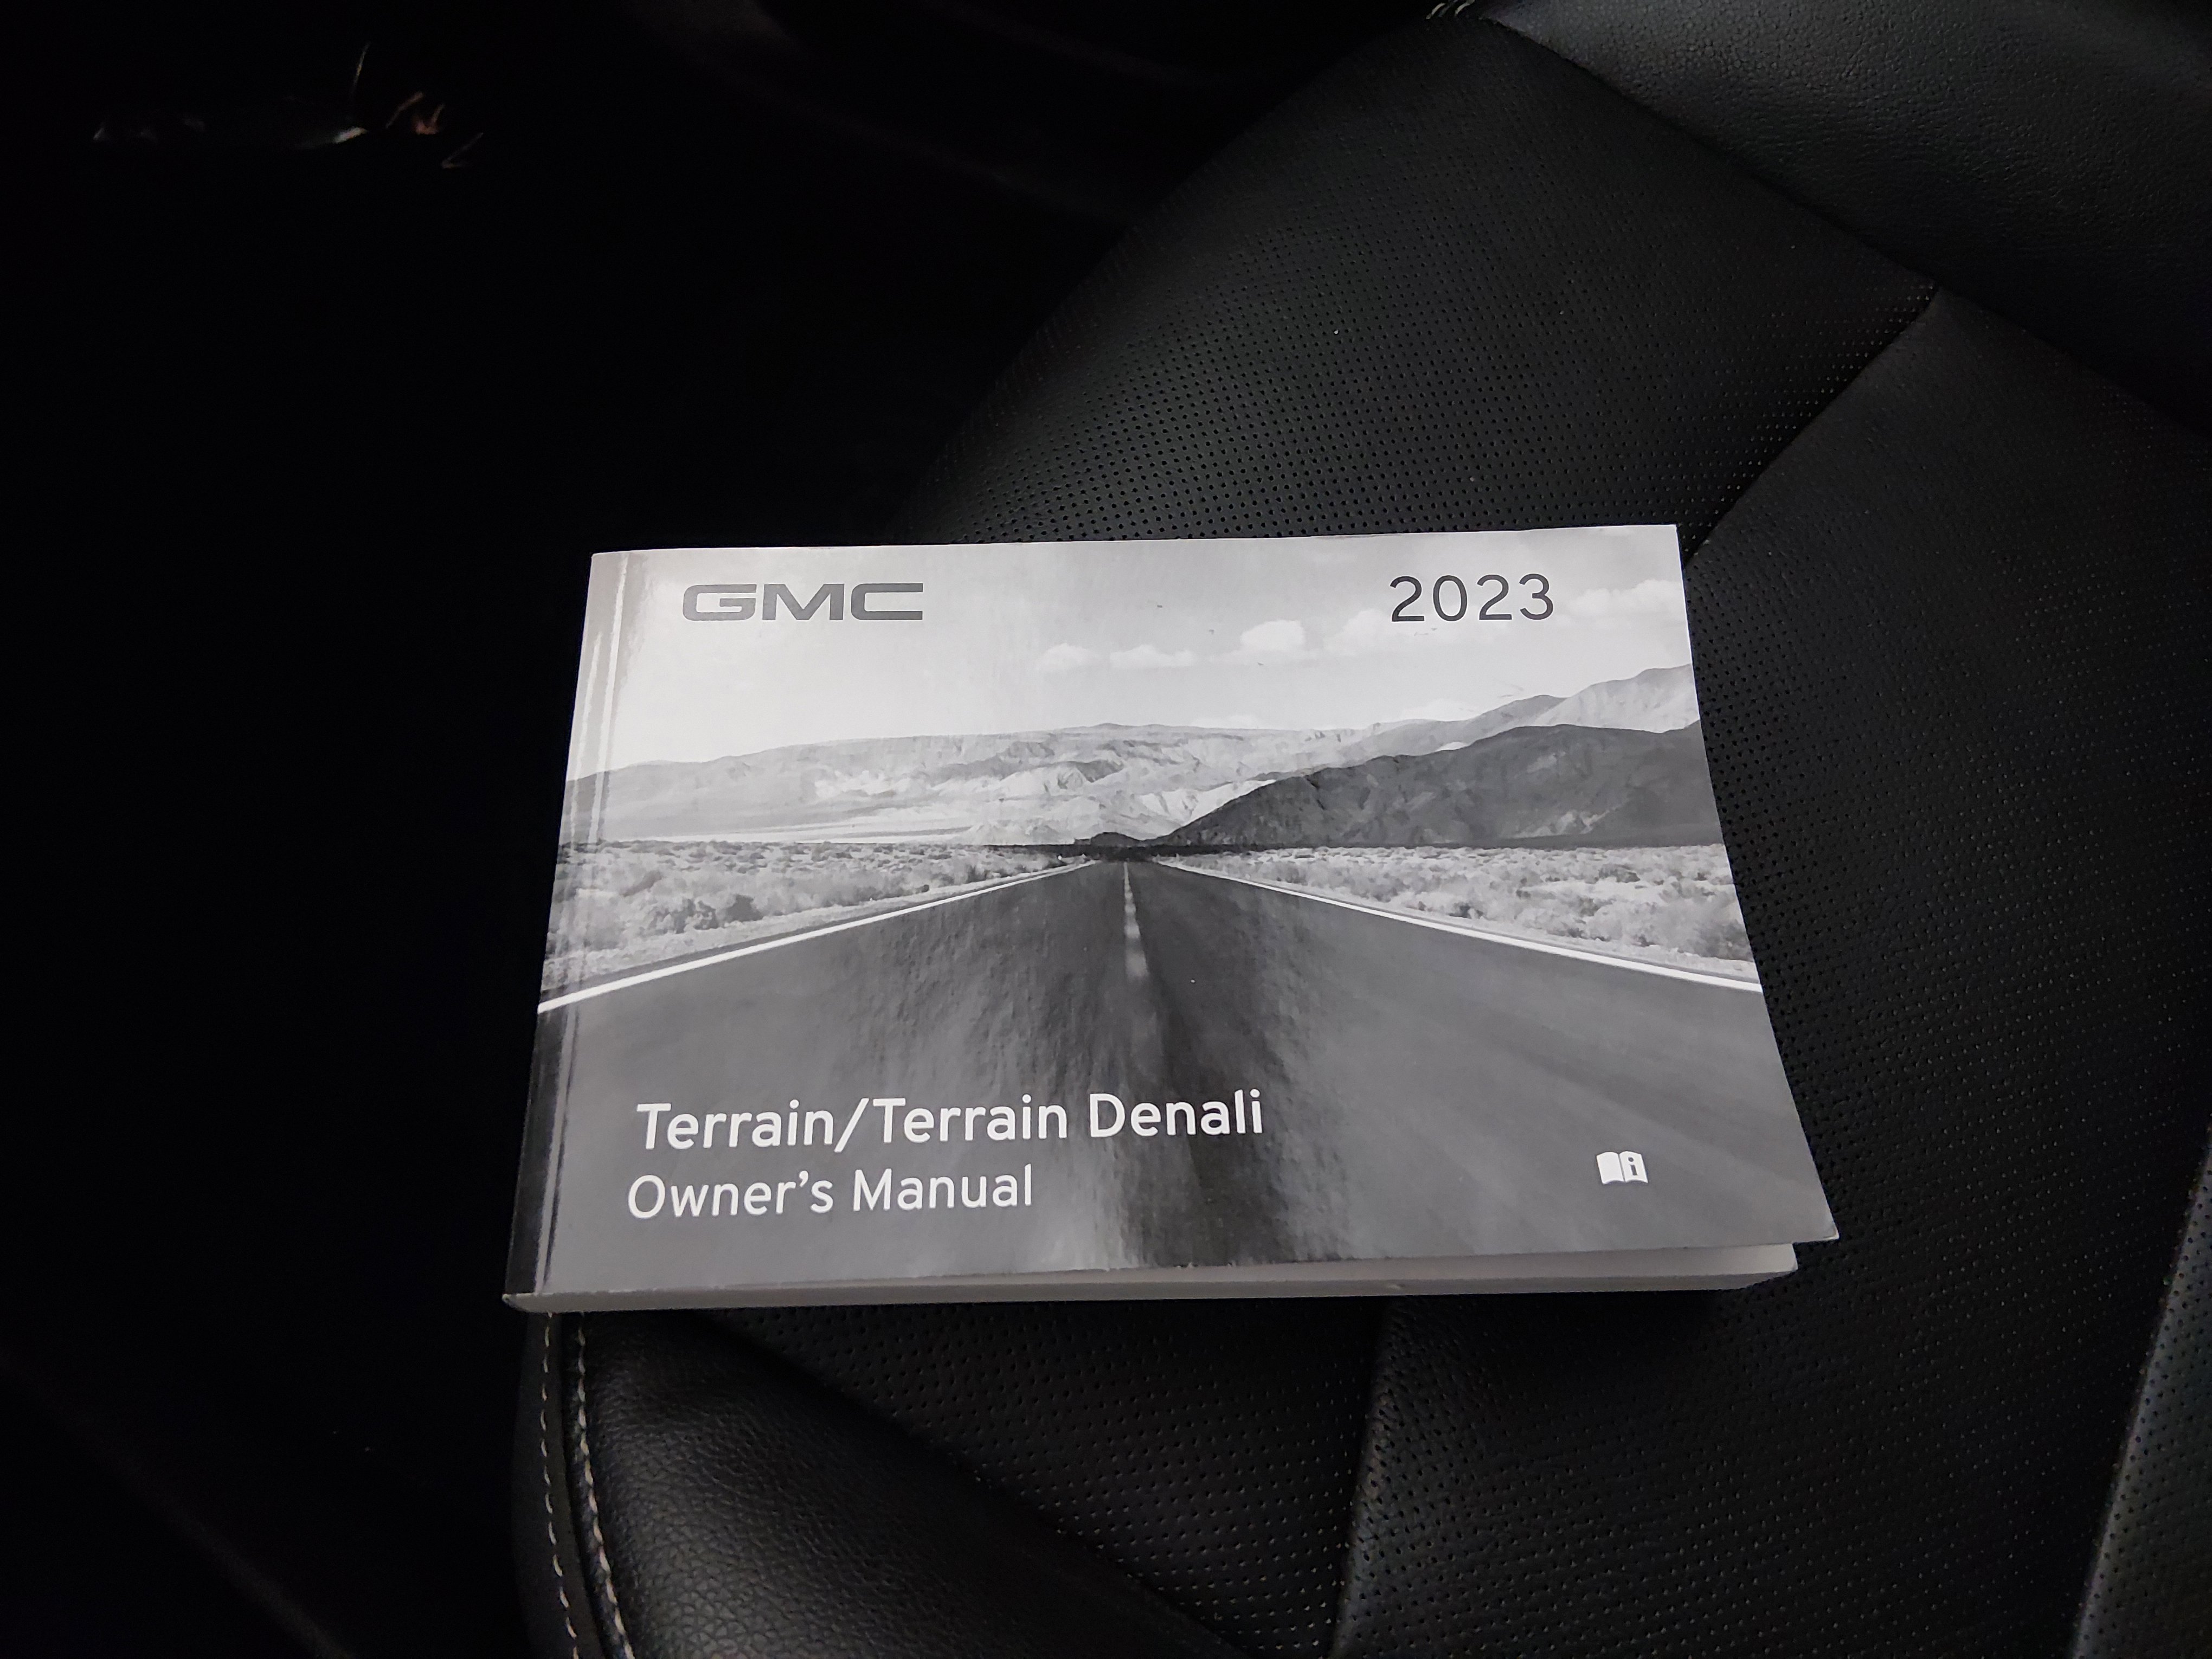 GMC 2023
Terrain/Terrain Denali
Owner's Manual